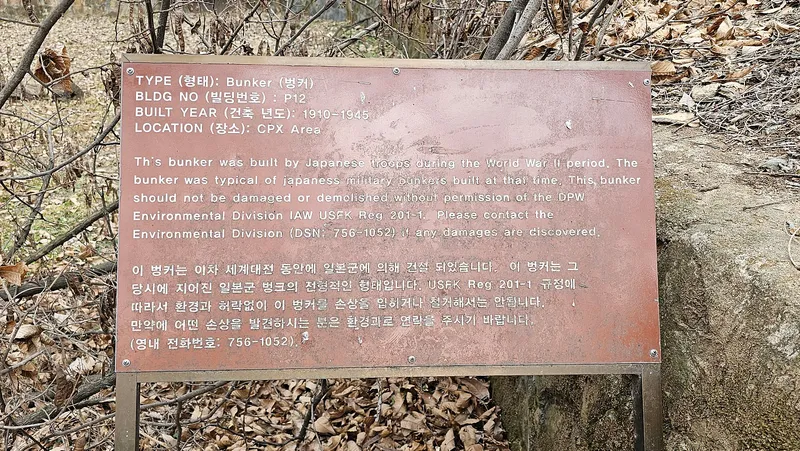 TYPE (형태): Bunker (벙커)
BLDG NO (빌딩번호) : P12
BUILT YEAR (건축 년도): 1910-1945
LOCATION (장소): CPX Area
This bunker was built by Japanese troops during the World War II period. The
bunker was typical of japanese military bunkers built at that time. This bunker
should not be damaged or demolished without permission of the DPW
Environmental Division IAW USFK Reg 201-1. Please contact the
Environmental Division (DSN: 756-1052) if any damages are discovered.
이 벙커는 이차 세계대전 동안에 일본군에 의해 건설 되었습니다. 이 벙커는 그
당시에 지어진 일본군 벙크의 전형적인 형태입니다. USFK Reg 201-1 규정에
따라서 환경과 허락없이 이 벙커를 손상을 입히거나 철거해서는 안됩니다.
만약에 어떤 손상을 발견하시는 분은 환경과로 연락을 주시기 바랍니다.
(영내 전화번호: 756-1052).